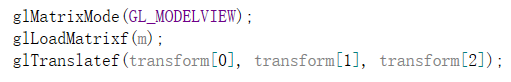 glMatrixMode(GL_MODELVIEW);
glLoadMatrixf(m);
glTranslatef(transform[0], transform[1], transform[2]);